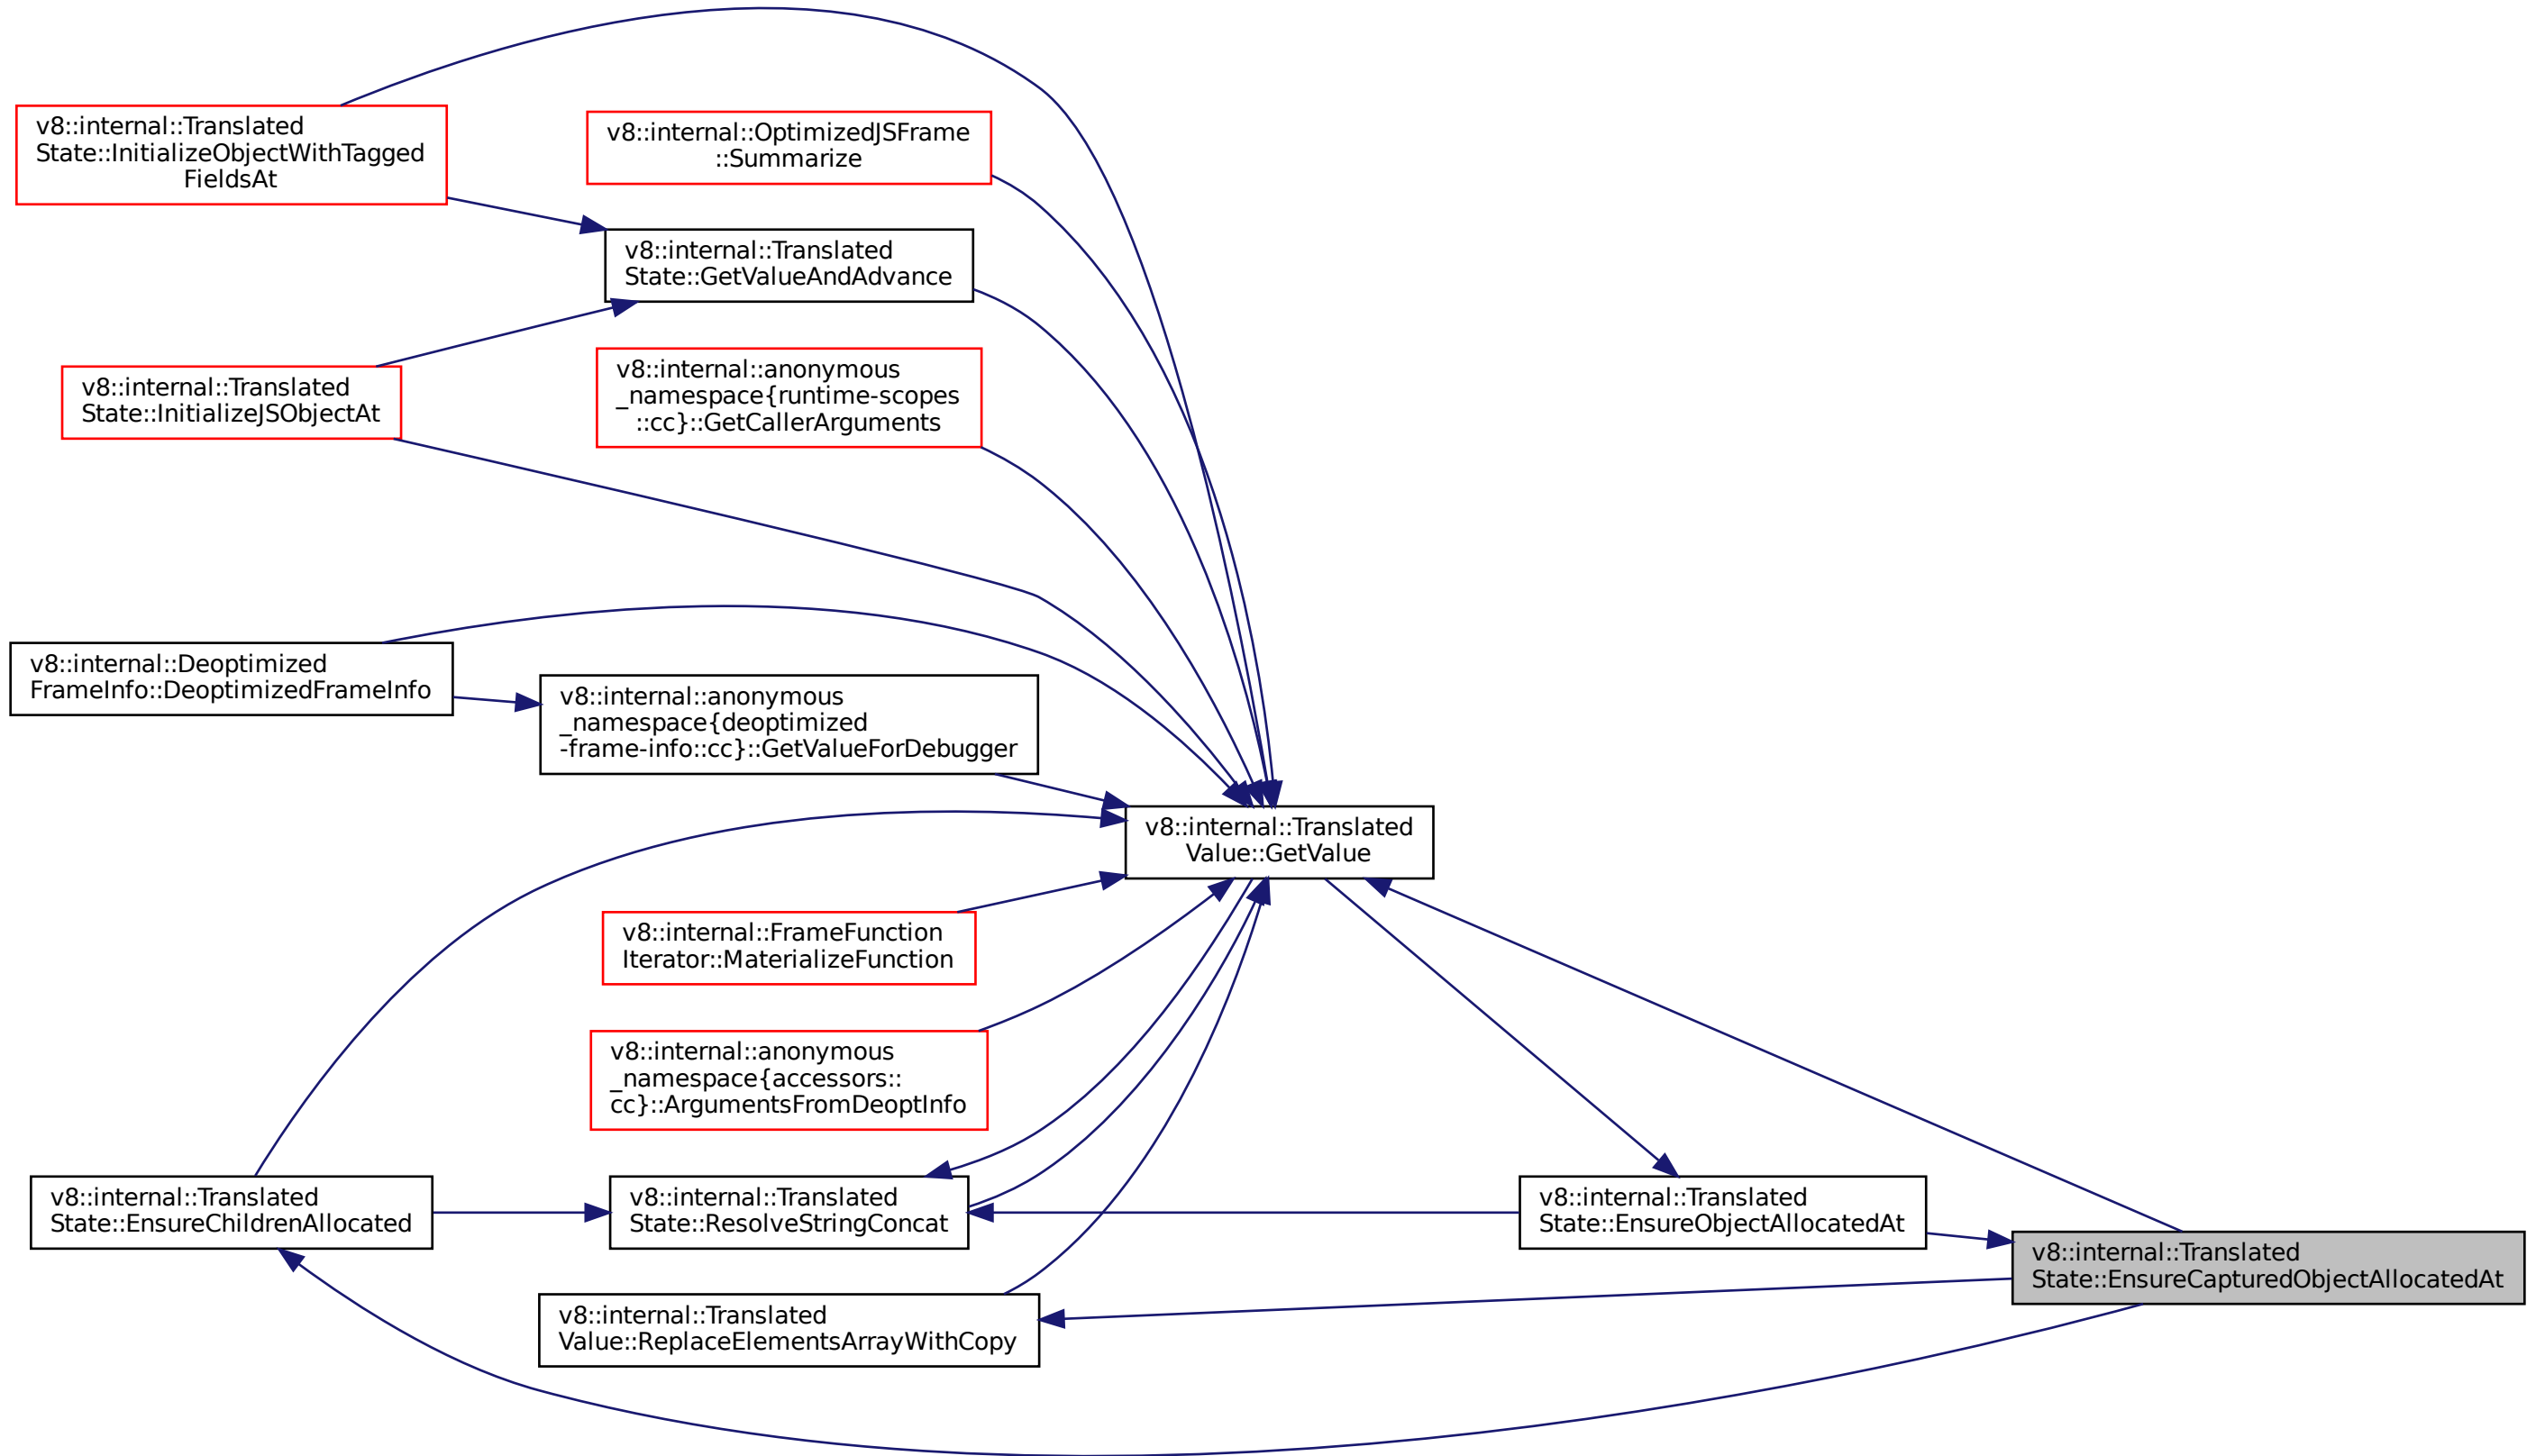 v8::internal::Translated
State::InitializeObjectWithTagged
FieldsAt
v8::internal::OptimizedJSFrame
::Summarize
v8::internal::Translated
State::GetValueAndAdvance
v8::internal::anonymous
_namespace{runtime-scopes
::cc}::GetCallerArguments
v8::internal::Translated
State::InitializeJSObjectAt
v8::internal::Deoptimized
FrameInfo::DeoptimizedFrameInfo
v8::internal::anonymous
_namespace{deoptimized
-frame-info::cc}::GetValueForDebugger
v8::internal::Translated
Value::GetValue
v8::internal::FrameFunction
Iterator::MaterializeFunction
v8::internal::anonymous
_namespace{accessors::
cc}::ArgumentsFromDeoptInfo
v8::internal::Translated
State::EnsureChildrenAllocated
v8::internal::Translated
State::ResolveStringConcat
v8::internal::Translated
State::EnsureObjectAllocatedAt
v8::internal::Translated
State::EnsureCapturedObjectAllocatedAt
v8::internal::Translated
Value::ReplaceElementsArrayWithCopy